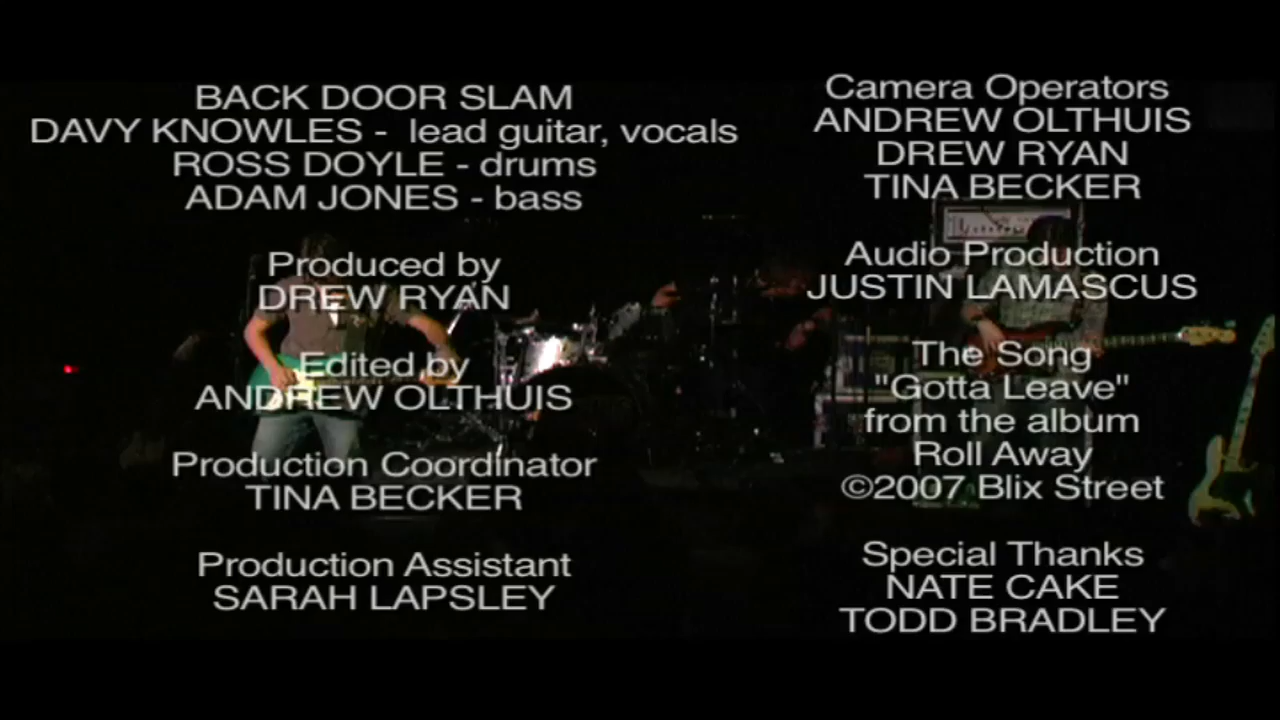 BACK DOOR SLAM
DAVY KNOWLES - lead guitar, vocals
ROSS DOYLE - drums
ADAM JONES - bass
Produced by
DREW RYAN
Edited by
ANDREW OLTHUIS
Production Coordinator
TINA BECKER
Production Assistant
SARAH LAPSLEY
Camera Operators
ANDREW OLTHUIS
DREW RYAN
TINA BECKER
Audio Production
JUSTIN LAMASCUS
The Song
"Gotta Leave"
from the album
Roll Away
©2007 Blix Street
Special Thanks
NATE CAKE
TODD BRADLEY